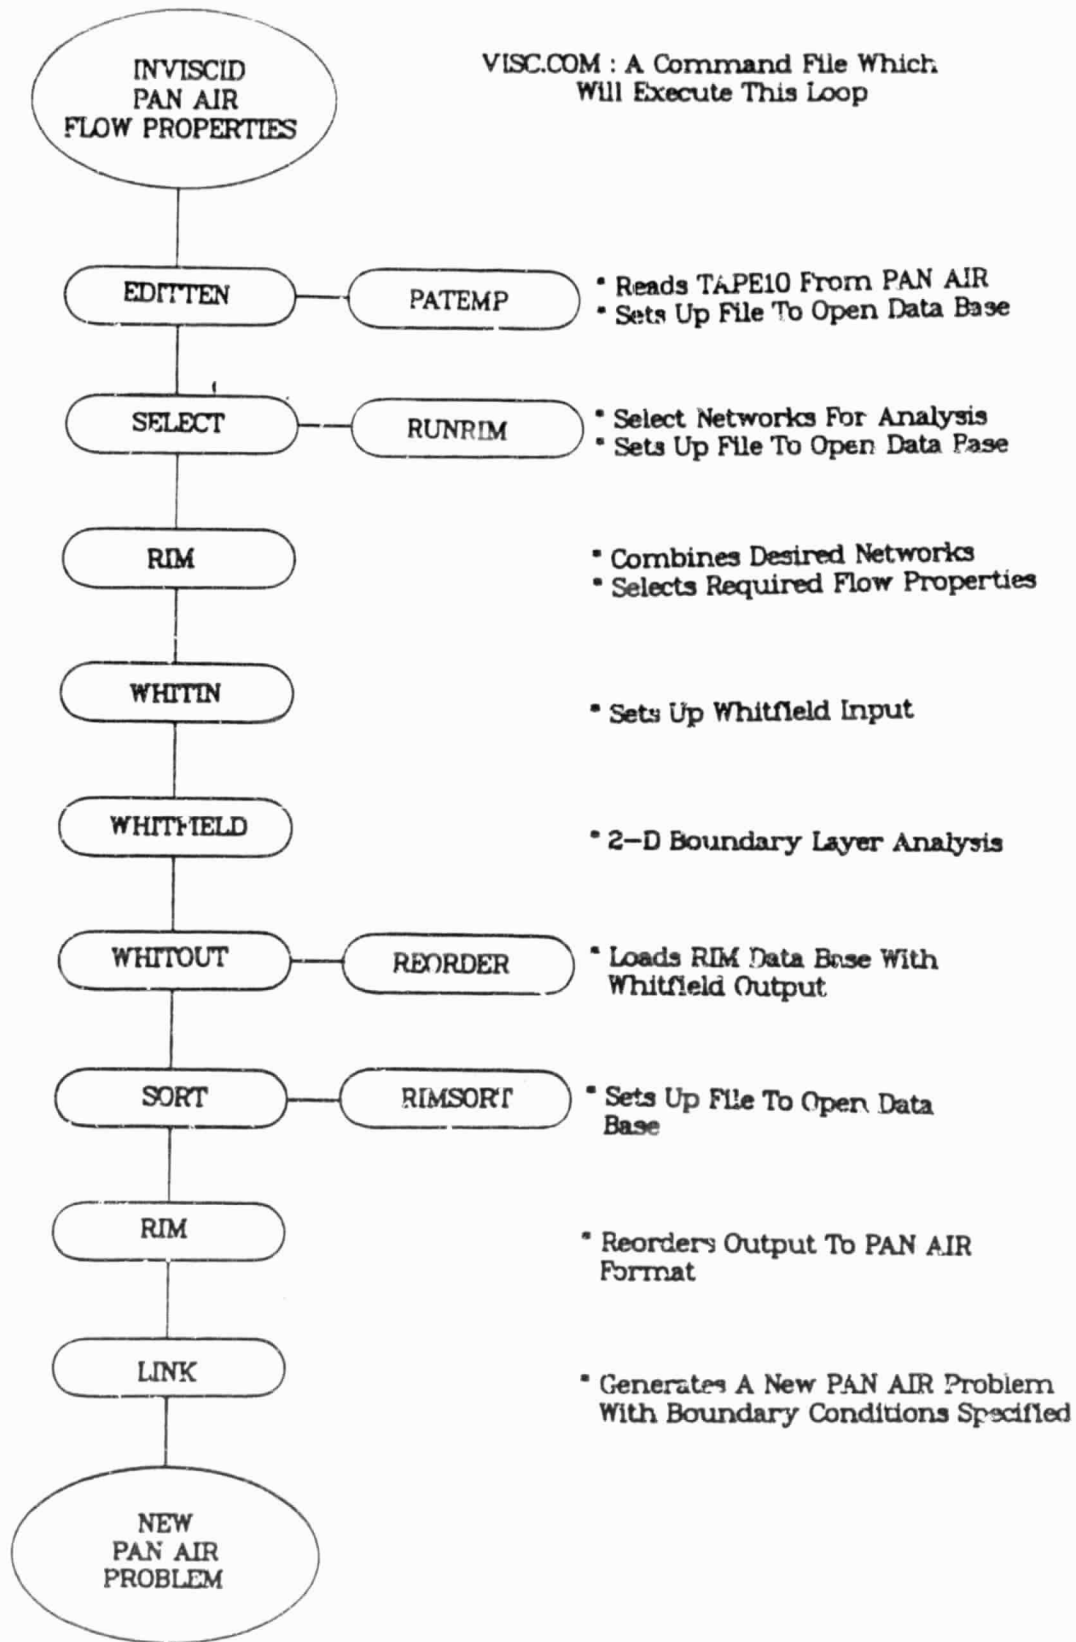 INVISCID
PAN AIR
FLOW PROPERTIES
VISC.COM : A Command File Which
Will Execute This Loop
EDITTEN
PATEMP
* Reads TAPE10 From PAN AIR
* Sets Up File To Open Data Base
SELECT
RUNRIM
* Select Networks For Analysis
* Sets Up File To Open Data Pase
RIM
* Combines Desired Networks
* Selects Required Flow Properties
WHITIN
* Sets Up Whitfield Input
WHITFIELD
* 2-D Boundary Layer Analysis
WHITOUT
REORDER
* Loads RIM Data Base With
Whitfield Output
SORT
RIMSORT
* Sets Up File To Open Data
Base
RIM
* Reorders Output To PAN AIR
Format
LINK
* Generates A New PAN AIR Problem
With Boundary Conditions Specified
NEW
PAN AIR
PROBLEM